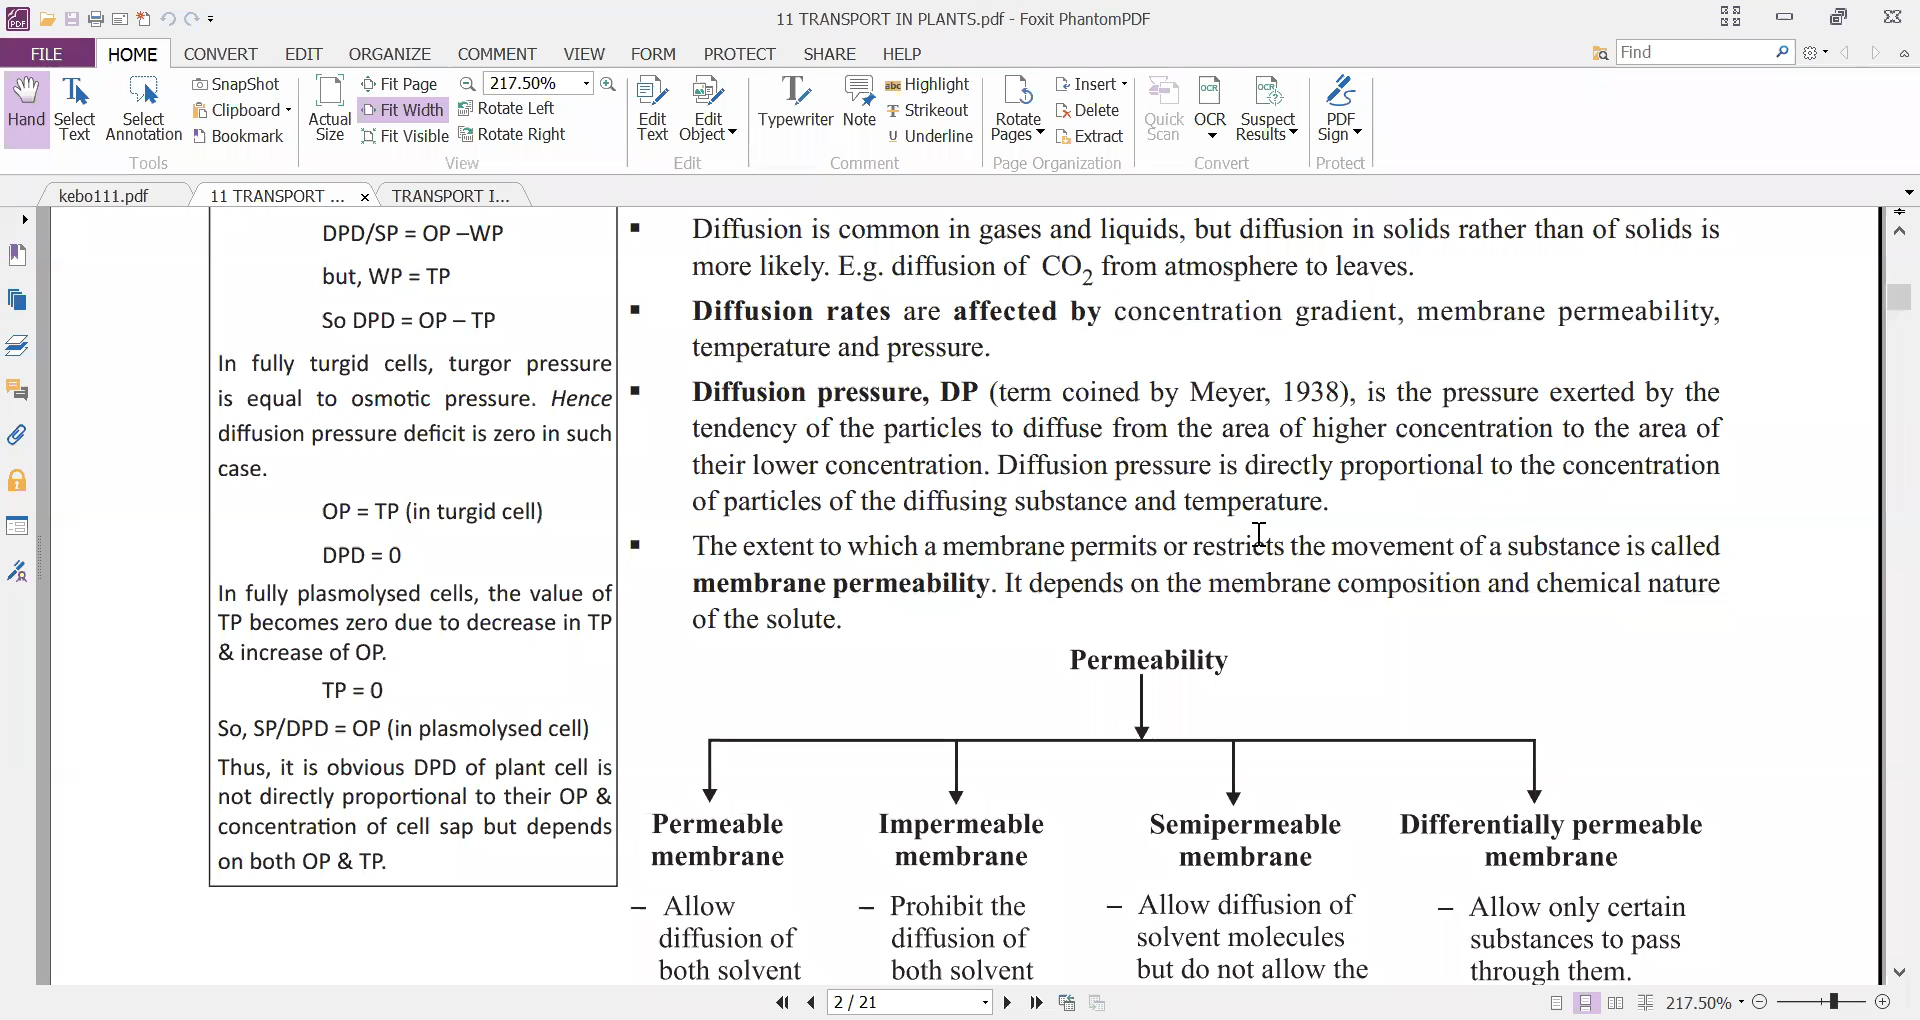 11 TRANSPORT IN PLANTS.pdf - Foxit PhantomPDF
FILE HOME CONVERT EDIT ORGANIZE COMMENT VIEW FORM PROTECT SHARE HELP
Find
Hand
Select Text
Select Annotation
SnapShot
Clipboard
Bookmark
Tools
Actual Size
Fit Page
Fit Width
Fit Visible
217.50%
Rotate Left
Rotate Right
View
Edit Text
Edit Object
Edit
Typewriter
Note
Highlight
Strikeout
Underline
Comment
Rotate Pages
Insert
Delete
Extract
Page Organization
Quick Scan
OCR
Suspect Results
Convert
PDF Sign
Protect
kebo111.pdf
11 TRANSPORT ... x
TRANSPORT I...
DPD/SP = OP –WP
but, WP = TP
So DPD = OP – TP
In fully turgid cells, turgor pressure
is equal to osmotic pressure. Hence
diffusion pressure deficit is zero in such
case.
OP = TP (in turgid cell)
DPD = 0
In fully plasmolysed cells, the value of
TP becomes zero due to decrease in TP
& increase of OP.
TP = 0
So, SP/DPD = OP (in plasmolysed cell)
Thus, it is obvious DPD of plant cell is
not directly proportional to their OP &
concentration of cell sap but depends
on both OP & TP.
▪ Diffusion is common in gases and liquids, but diffusion in solids rather than of solids is
more likely. E.g. diffusion of CO₂ from atmosphere to leaves.
▪ Diffusion rates are affected by concentration gradient, membrane permeability,
temperature and pressure.
▪ Diffusion pressure, DP (term coined by Meyer, 1938), is the pressure exerted by the
tendency of the particles to diffuse from the area of higher concentration to the area of
their lower concentration. Diffusion pressure is directly proportional to the concentration
of particles of the diffusing substance and temperature.
▪ The extent to which a membrane permits or restricts the movement of a substance is called
membrane permeability. It depends on the membrane composition and chemical nature
of the solute.
Permeability
Permeable
membrane
– Allow
diffusion of
both solvent
Impermeable
membrane
– Prohibit the
diffusion of
both solvent
Semipermeable
membrane
– Allow diffusion of
solvent molecules
but do not allow the
Differentially permeable
membrane
– Allow only certain
substances to pass
through them.
2 / 21
217.50%